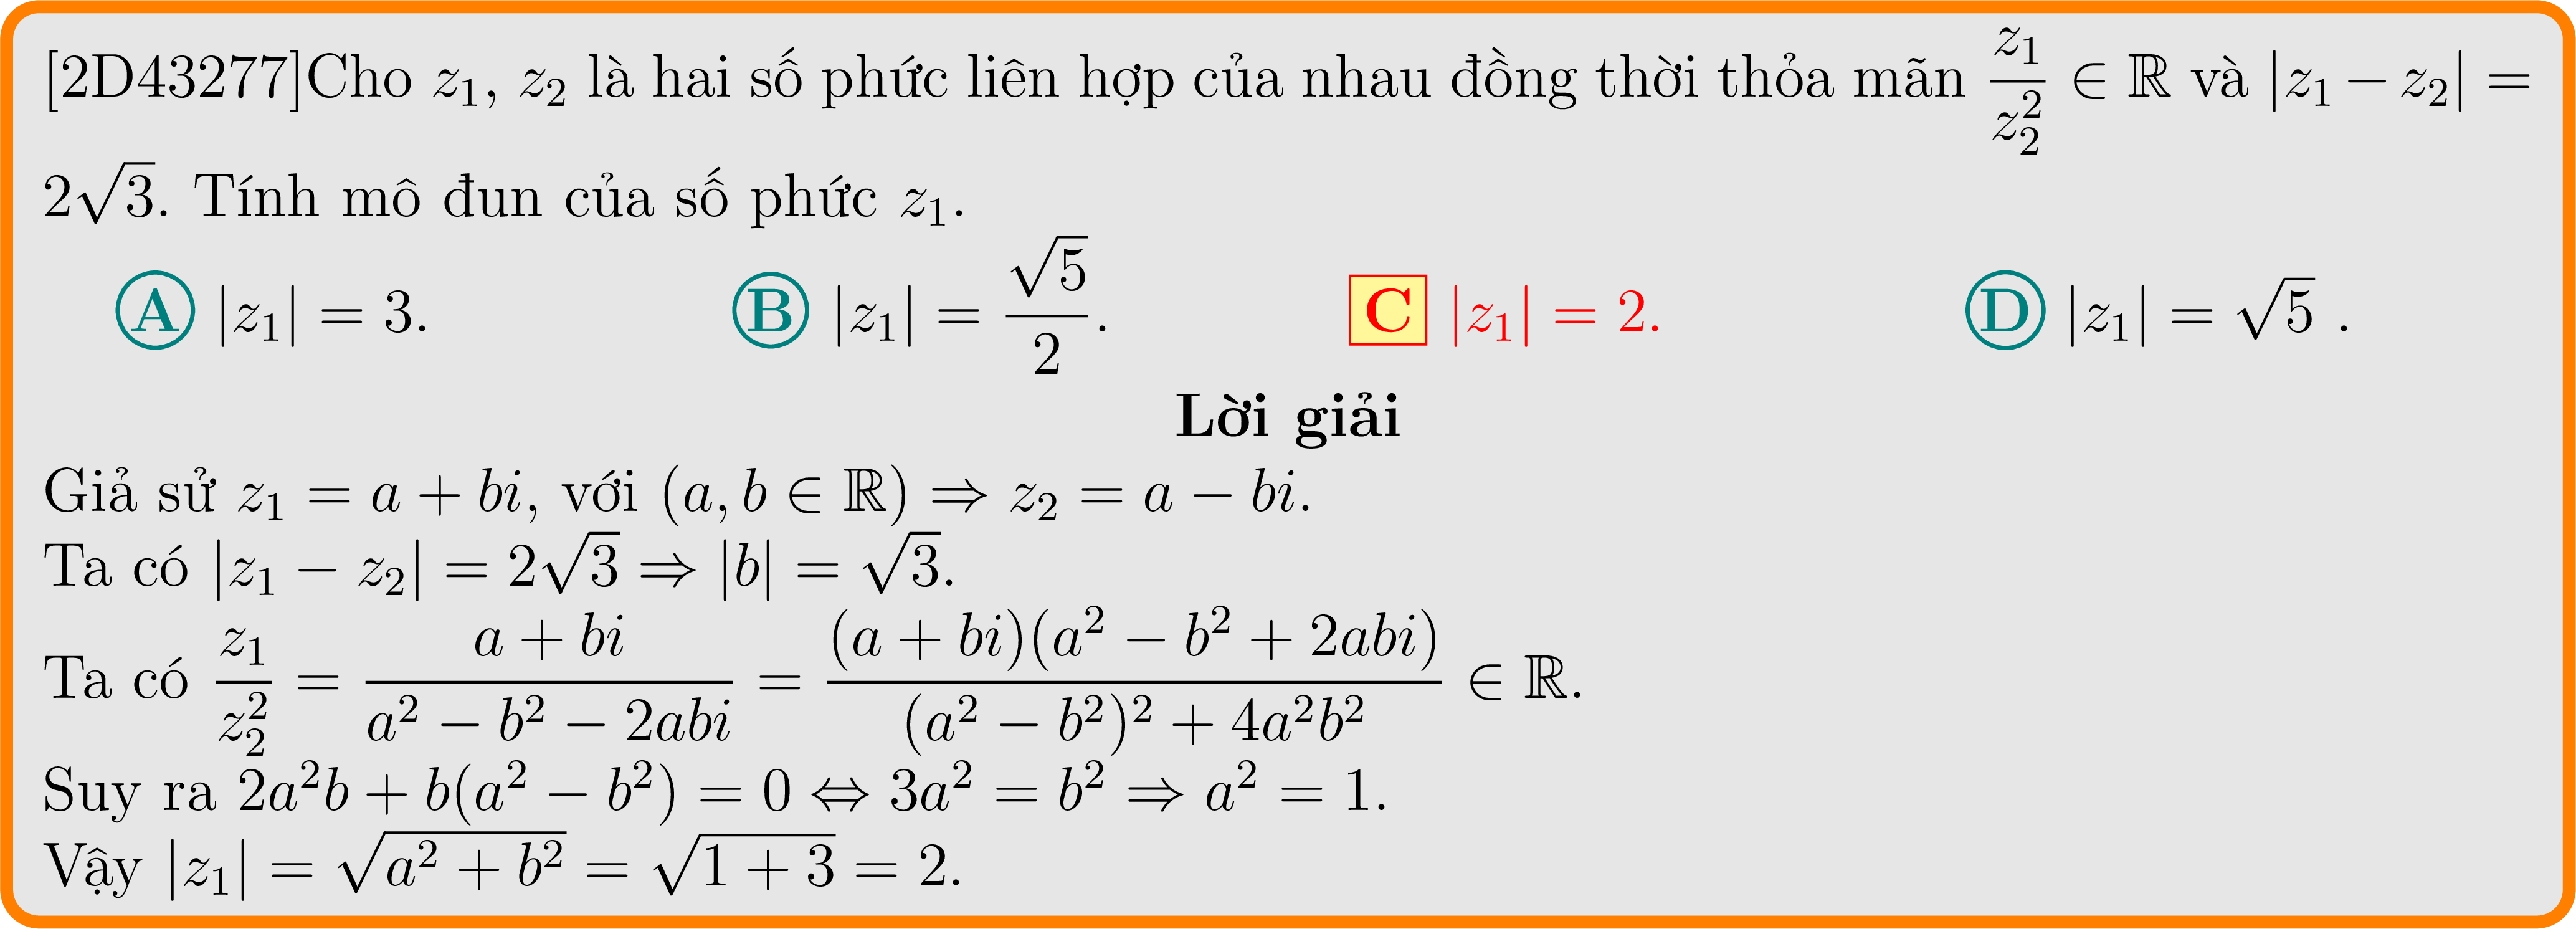 [2D43277]Cho $z_1$, $z_2$ là hai số phức liên hợp của nhau đồng thời thỏa mãn $\dfrac{z_1}{z_2^2} \in \mathbb{R}$ và $|z_1 - z_2| =$
$2\sqrt{3}$. Tính mô đun của số phức $z_1$.
A $|z_1| = 3$. B $|z_1| = \dfrac{\sqrt{5}}{2}$. C $|z_1| = 2$. D $|z_1| = \sqrt{5}$ .
Lời giải
Giả sử $z_1 = a + bi$, với $(a, b \in \mathbb{R}) \Rightarrow z_2 = a - bi$.
Ta có $|z_1 - z_2| = 2\sqrt{3} \Rightarrow |b| = \sqrt{3}$.
Ta có $\dfrac{z_1}{z_2^2} = \dfrac{a + bi}{a^2 - b^2 - 2abi} = \dfrac{(a + bi)(a^2 - b^2 + 2abi)}{(a^2 - b^2)^2 + 4a^2b^2} \in \mathbb{R}$.
Suy ra $2a^2b + b(a^2 - b^2) = 0 \Leftrightarrow 3a^2 = b^2 \Rightarrow a^2 = 1$.
Vậy $|z_1| = \sqrt{a^2 + b^2} = \sqrt{1 + 3} = 2$.